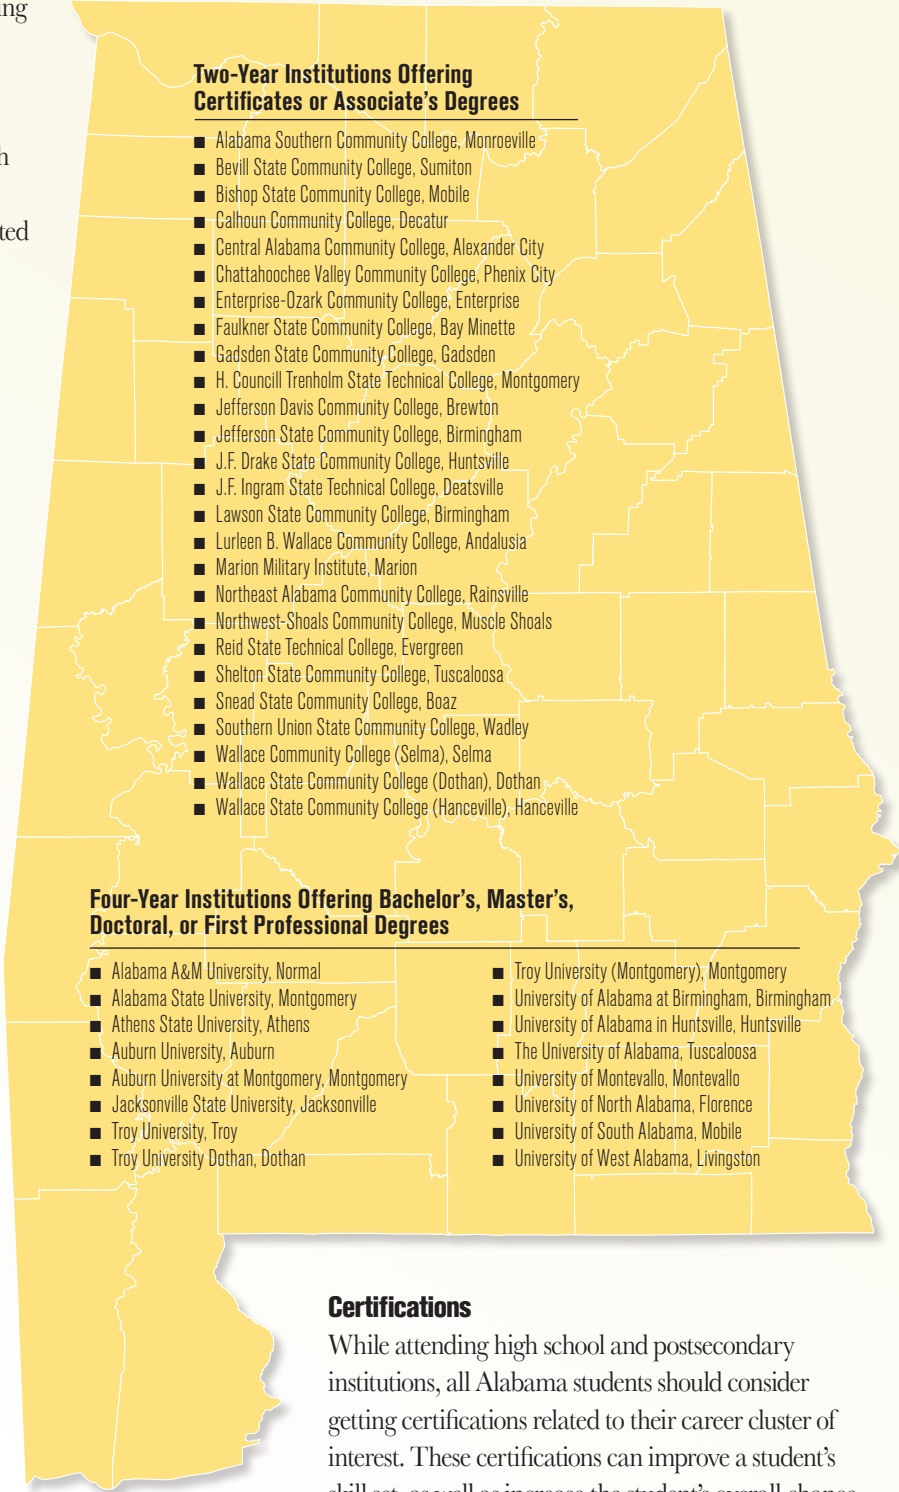 Two-Year Institutions Offering
Certificates or Associate's Degrees
■ Alabama Southern Community College, Monroeville
■ Bevill State Community College, Sumiton
■ Bishop State Community College, Mobile
■ Calhoun Community College, Decatur
■ Central Alabama Community College, Alexander City
■ Chattahoochee Valley Community College, Phenix City
■ Enterprise-Ozark Community College, Enterprise
■ Faulkner State Community College, Bay Minette
■ Gadsden State Community College, Gadsden
■ H. Councill Trenholm State Technical College, Montgomery
■ Jefferson Davis Community College, Brewton
■ Jefferson State Community College, Birmingham
■ J.F. Drake State Community College, Huntsville
■ J.F. Ingram State Technical College, Deatsville
■ Lawson State Community College, Birmingham
■ Lurleen B. Wallace Community College, Andalusia
■ Marion Military Institute, Marion
■ Northeast Alabama Community College, Rainsville
■ Northwest-Shoals Community College, Muscle Shoals
■ Reid State Technical College, Evergreen
■ Shelton State Community College, Tuscaloosa
■ Snead State Community College, Boaz
■ Southern Union State Community College, Wadley
■ Wallace Community College (Selma), Selma
■ Wallace State Community College (Dothan), Dothan
■ Wallace State Community College (Hanceville), Hanceville
Four-Year Institutions Offering Bachelor's, Master's,
Doctoral, or First Professional Degrees
■ Alabama A&M University, Normal
■ Alabama State University, Montgomery
■ Athens State University, Athens
■ Auburn University, Auburn
■ Auburn University at Montgomery, Montgomery
■ Jacksonville State University, Jacksonville
■ Troy University, Troy
■ Troy University Dothan, Dothan
■ Troy University (Montgomery), Montgomery
■ University of Alabama at Birmingham, Birmingham
■ University of Alabama in Huntsville, Huntsville
■ The University of Alabama, Tuscaloosa
■ University of Montevallo, Montevallo
■ University of North Alabama, Florence
■ University of South Alabama, Mobile
■ University of West Alabama, Livingston
Certifications
While attending high school and postsecondary
institutions, all Alabama students should consider
getting certifications related to their career cluster of
interest. These certifications can improve a student's
skill set, as well as increase the student's overall chance